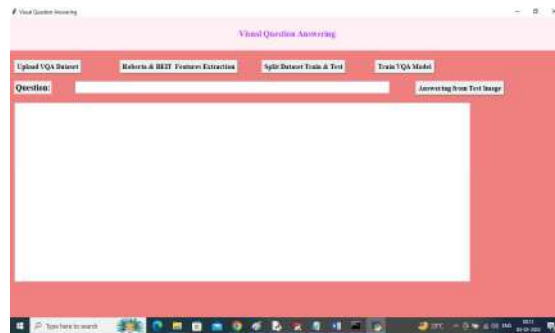 Visual Question Answering
Visual Question Answering
Upload VQA Dataset Roberta & BEIT Features Extraction Split Dataset Train & Test Train VQA Model
Question: Answering from Test Image
Type here to search